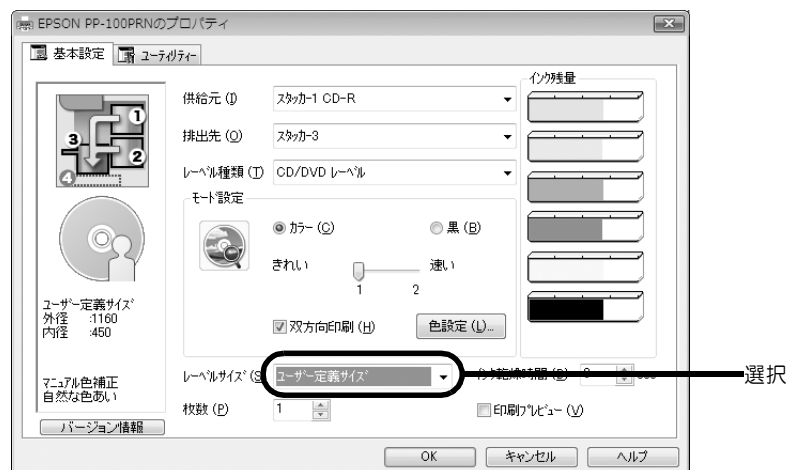 EPSON PP-100PRNのプロパティ
基本設定
ユーティリティー
供給元 (I)
スタッカ-1 CD-R
排出先 (O)
スタッカ-3
レーベル種類 (T)
CD/DVD レーベル
モード設定
カラー (C)
黒 (B)
きれい
速い
1
2
双方向印刷 (H)
色設定 (L)...
インク残量
1
2
3
4
ユーザー定義サイズ
外径 :1160
内径 :450
マニュアル色補正
自然な色あい
バージョン情報
レーベルサイズ (S
ユーザー定義サイズ
選択
枚数 (P)
1
印刷プレビュー (V)
OK
キャンセル
ヘルプ